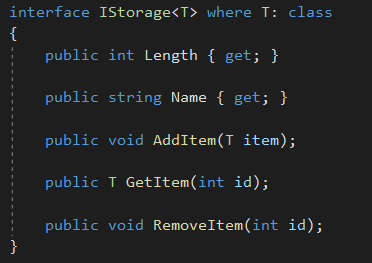 interface IStorage<T> where T: class
{
public int Length { get; }
public string Name { get; }
public void AddItem(T item);
public T GetItem(int id);
public void RemoveItem(int id);
}